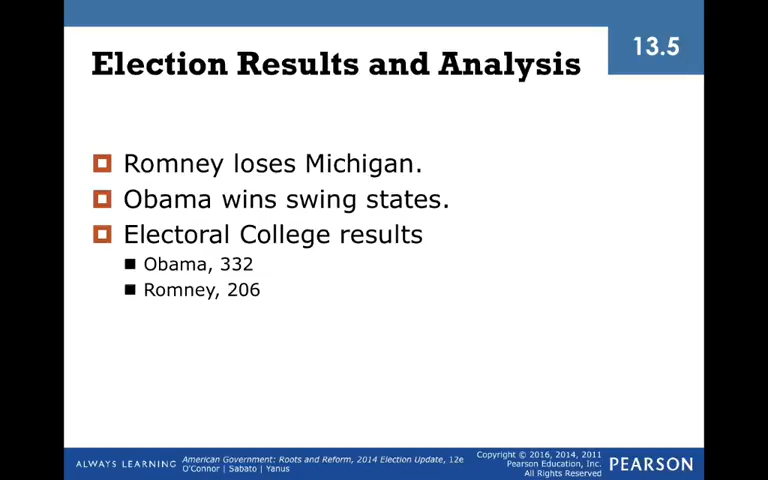 13.5
Election Results and Analysis
Romney loses Michigan.
Obama wins swing states.
Electoral College results
Obama, 332
Romney, 206
ALWAYS LEARNING
American Government: Roots and Reform, 2014 Election Update, 12e
O'Connor | Sabato | Yanus
Copyright © 2016, 2014, 2011
Pearson Education, Inc.
All Rights Reserved
PEARSON